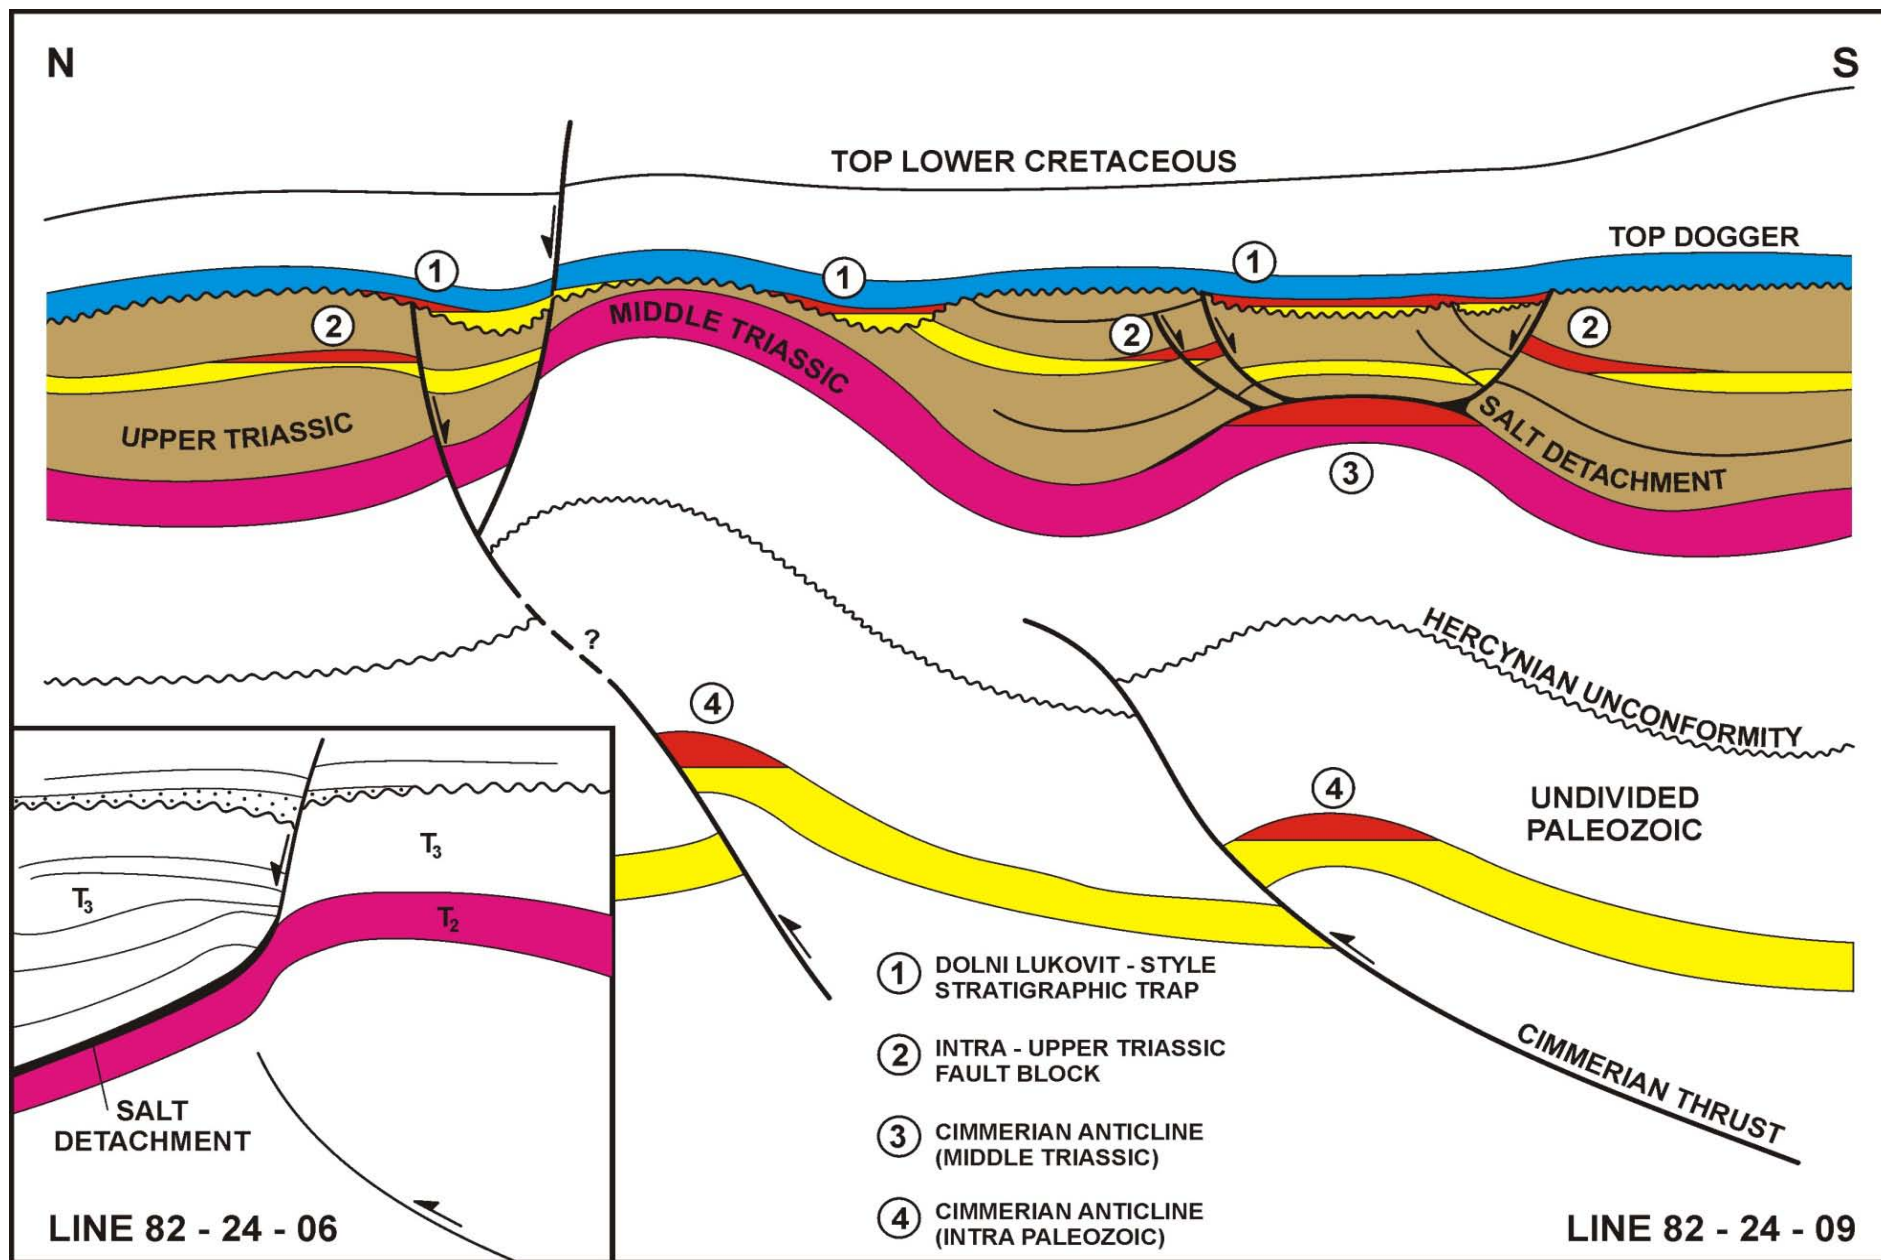 N
S
TOP LOWER CRETACEOUS
TOP DOGGER
1
1
1
2
2
2
MIDDLE TRIASSIC
UPPER TRIASSIC
SALT DETACHMENT
3
?
HERCYNIAN UNCONFORMITY
4
4
UNDIVIDED
PALEOZOIC
T3
T3
T2
SALT
DETACHMENT
LINE 82 - 24 - 06
1 DOLNI LUKOVIT - STYLE
STRATIGRAPHIC TRAP
2 INTRA - UPPER TRIASSIC
FAULT BLOCK
3 CIMMERIAN ANTICLINE
(MIDDLE TRIASSIC)
4 CIMMERIAN ANTICLINE
(INTRA PALEOZOIC)
CIMMERIAN THRUST
LINE 82 - 24 - 09